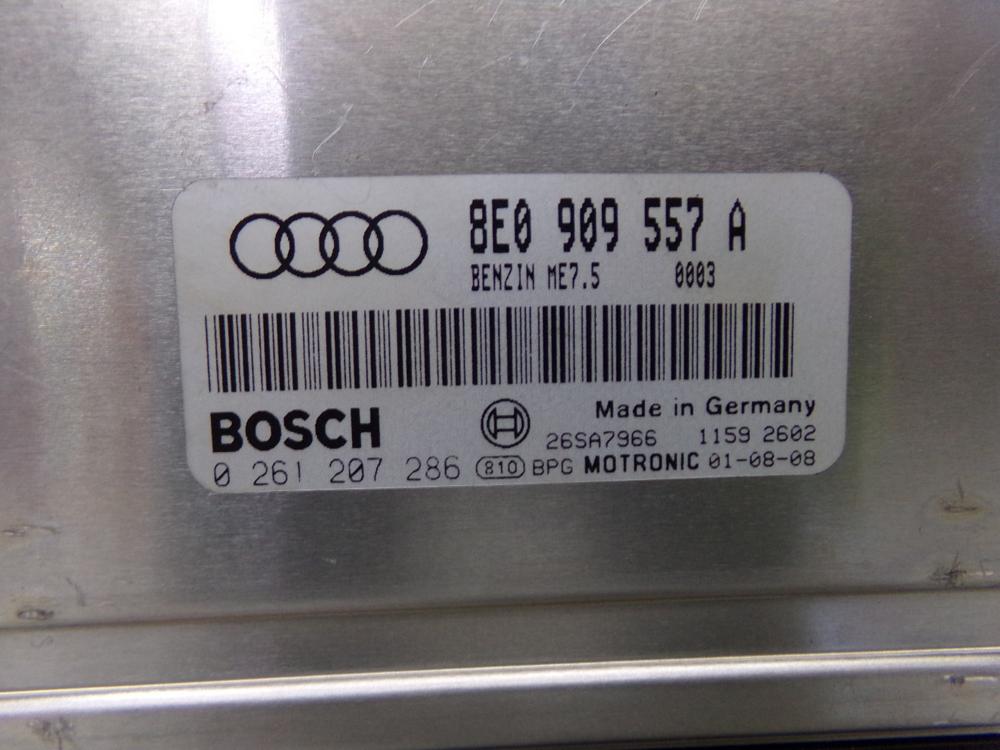 8E0 909 557 A
BENZIN ME7.5 0003
BOSCH
Made in Germany
26SA7966 1159 2602
0 261 207 286 810 BPG MOTRONIC 01-08-08